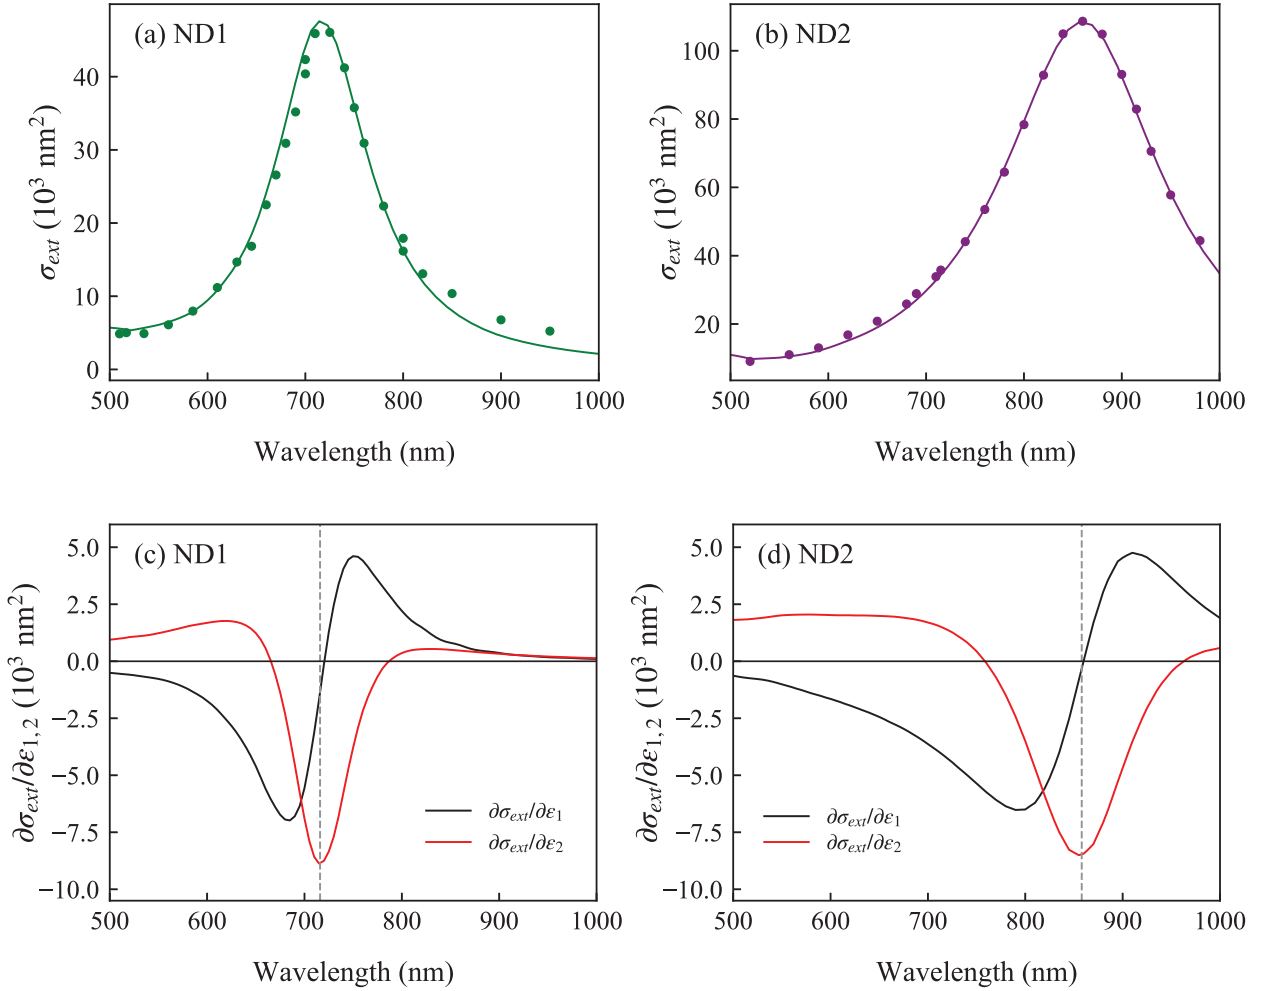 (a) ND1
σext (10³ nm²)
40
30
20
10
0
500 600 700 800 900 1000
Wavelength (nm)
(b) ND2
σext (10³ nm²)
100
80
60
40
20
500 600 700 800 900 1000
Wavelength (nm)
(c) ND1
∂σext/∂ε1,2 (10³ nm²)
5.0
2.5
0.0
−2.5
−5.0
−7.5
−10.0
∂σext/∂ε1
∂σext/∂ε2
500 600 700 800 900 1000
Wavelength (nm)
(d) ND2
∂σext/∂ε1,2 (10³ nm²)
5.0
2.5
0.0
−2.5
−5.0
−7.5
−10.0
∂σext/∂ε1
∂σext/∂ε2
500 600 700 800 900 1000
Wavelength (nm)